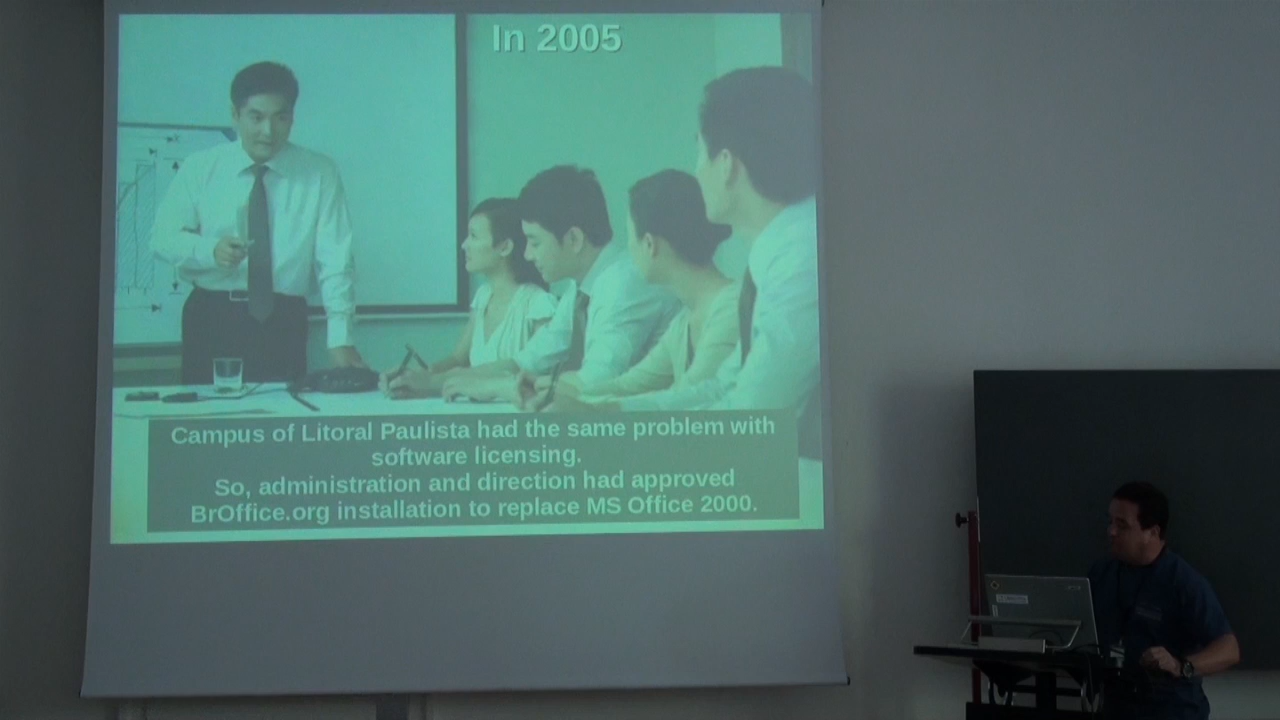 In 2005
Campus of Litoral Paulista had the same problem with
software licensing.
So, administration and direction had approved
BrOffice.org installation to replace MS Office 2000.